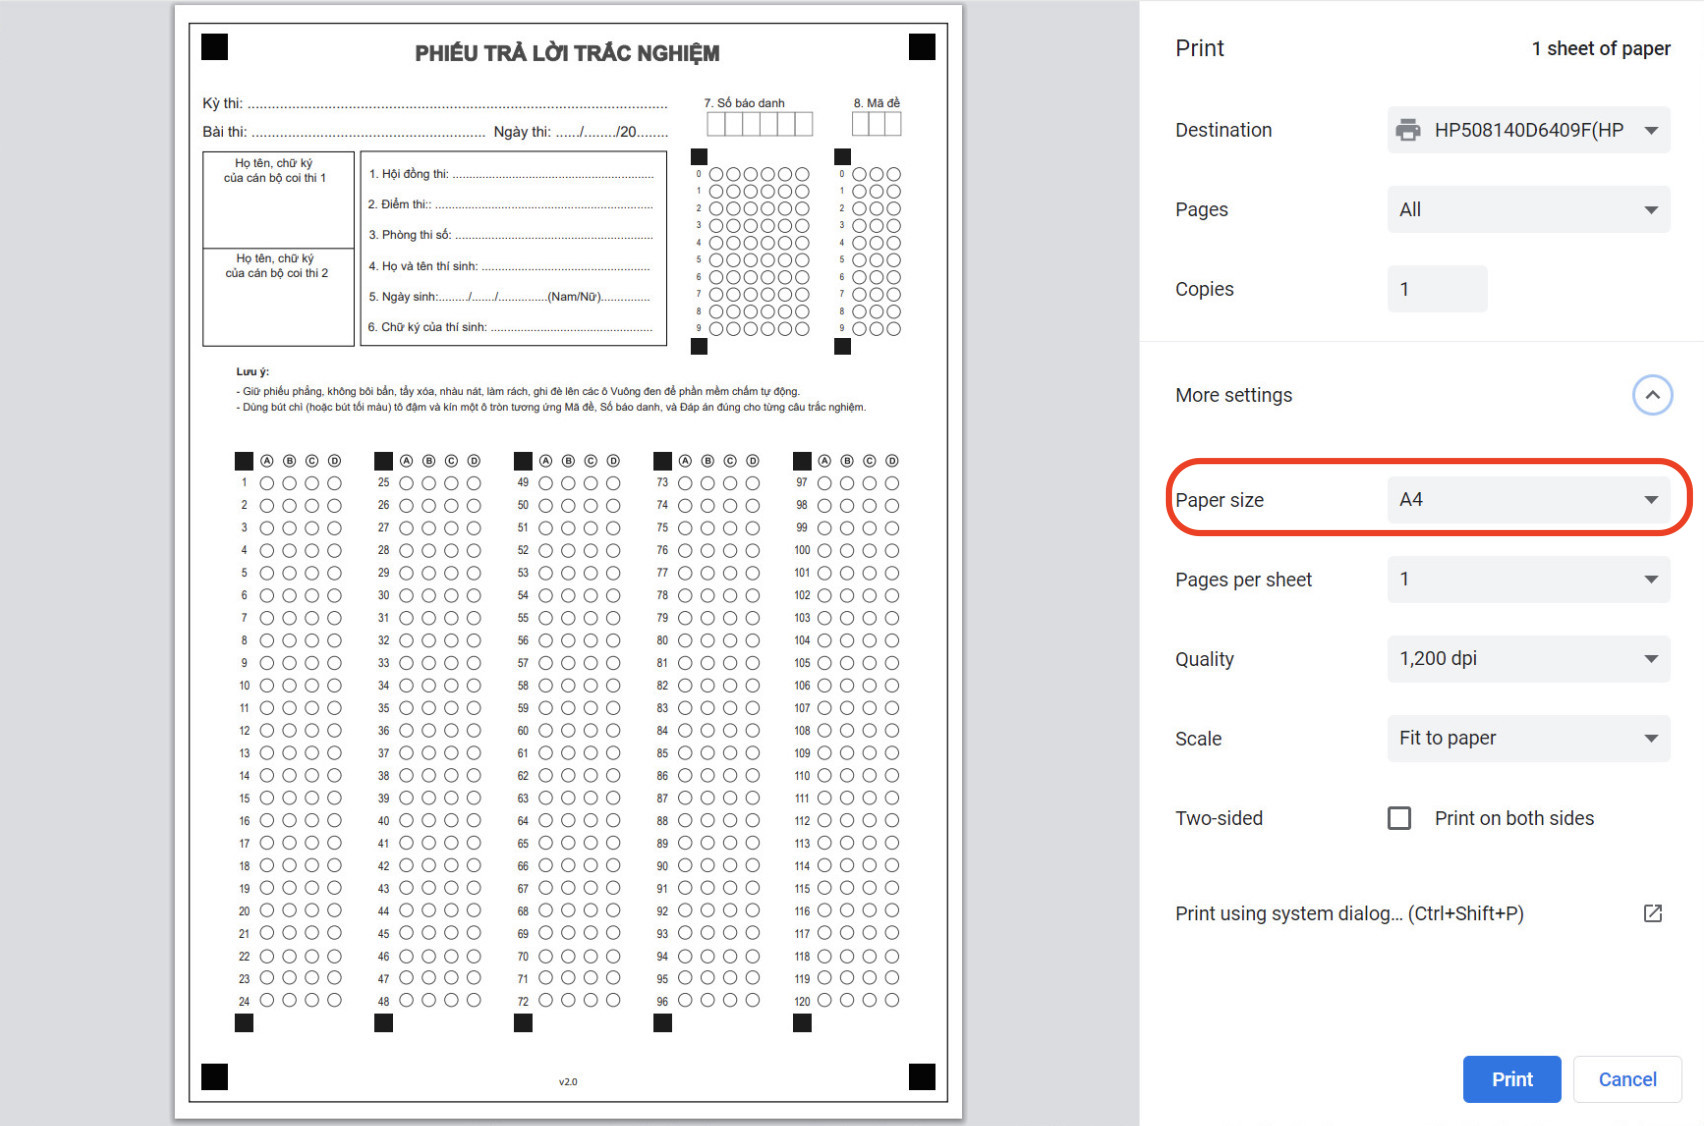 PHIẾU TRẢ LỜI TRẮC NGHIỆM
Kỳ thi: ........................................................................................
Bài thi: .................................................. Ngày thi: ....../......../20........
7. Số báo danh
8. Mã đề
Họ tên, chữ ký
của cán bộ coi thi 1
Họ tên, chữ ký
của cán bộ coi thi 2
1. Hội đồng thi: ..............................................................
2. Điểm thi:: ..................................................................
3. Phòng thi số: ............................................................
4. Họ và tên thí sinh: ...................................................
5. Ngày sinh:........./......./...............(Nam/Nữ)...............
6. Chữ ký của thí sinh: .................................................
0 0
1 1
2 2
3 3
4 4
5 5
6 6
7 7
8 8
9 9
Lưu ý:
- Giữ phiếu phẳng, không bôi bẩn, tẩy xóa, nhàu nát, làm rách, ghi đè lên các ô Vuông đen để phần mềm chấm tự động.
- Dùng bút chì (hoặc bút tối màu) tô đậm và kín một ô tròn tương ứng Mã đề, Số báo danh, và Đáp án đúng cho từng câu trắc nghiệm.
A B C D A B C D A B C D A B C D A B C D
1 25 49 73 97
2 26 50 74 98
3 27 51 75 99
4 28 52 76 100
5 29 53 77 101
6 30 54 78 102
7 31 55 79 103
8 32 56 80 104
9 33 57 81 105
10 34 58 82 106
11 35 59 83 107
12 36 60 84 108
13 37 61 85 109
14 38 62 86 110
15 39 63 87 111
16 40 64 88 112
17 41 65 89 113
18 42 66 90 114
19 43 67 91 115
20 44 68 92 116
21 45 69 93 117
22 46 70 94 118
23 47 71 95 119
24 48 72 96 120
v2.0
Print 1 sheet of paper
Destination HP508140D6409F(HP
Pages All
Copies 1
More settings
Paper size A4
Pages per sheet 1
Quality 1,200 dpi
Scale Fit to paper
Two-sided Print on both sides
Print using system dialog... (Ctrl+Shift+P)
Print Cancel